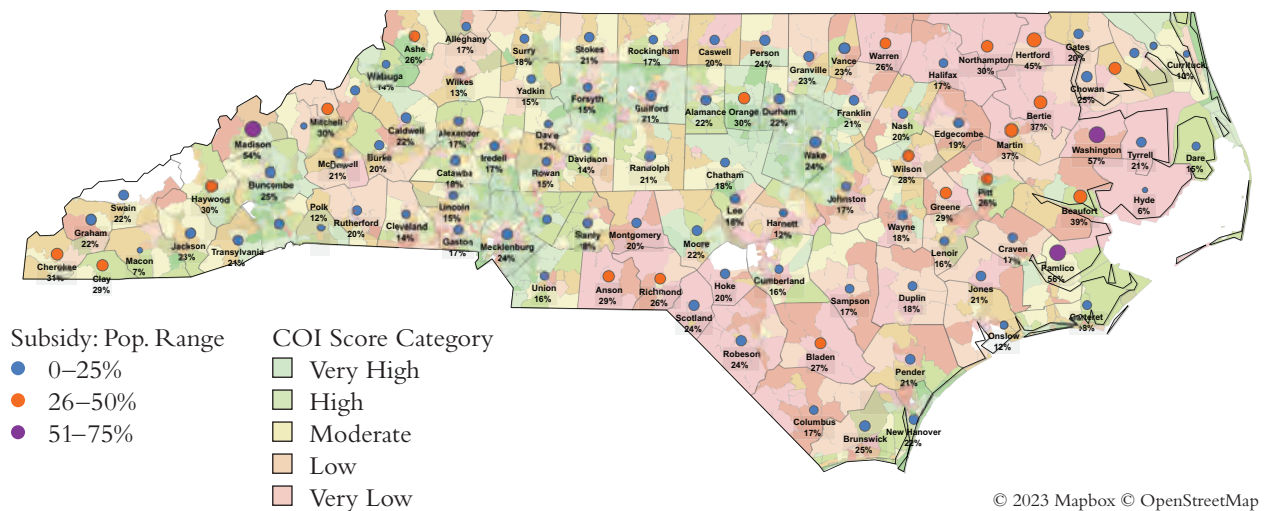 Ashe
26%
Alleghany
17%
Surry
18%
Stokes
21%
Rockingham
17%
Caswell
20%
Person
24%
Granville
23%
Vance
23%
Warren
26%
Halifax
17%
Northampton
30%
Hertford
45%
Gates
20%
Currituck
10%
Chowan
25%
Watauga
14%
Wilkes
13%
Yadkin
15%
Forsyth
15%
Guilford
21%
Alamance
22%
Orange
30%
Durham
22%
Franklin
21%
Nash
20%
Edgecombe
19%
Bertie
37%
Martin
37%
Washington
57%
Tyrrell
21%
Dare
15%
Madison
54%
Mitchell
30%
Caldwell
22%
Alexander
17%
Davie
12%
Iredell
17%
McDowell
21%
Burke
20%
Catawba
18%
Rowan
15%
Davidson
14%
Randolph
21%
Chatham
18%
Wake
24%
Wilson
28%
Hyde
6%
Buncombe
25%
Haywood
30%
Swain
22%
Graham
22%
Cherokee
31%
Clay
29%
Macon
7%
Jackson
23%
Transylvania
21%
Polk
12%
Rutherford
20%
Cleveland
14%
Lincoln
15%
Gaston
17%
Mecklenburg
24%
Stanly
Montgomery
20%
Moore
22%
Lee
18%
Harnett
12%
Johnston
17%
Wayne
18%
Greene
29%
Pitt
26%
Beaufort
39%
Lenoir
16%
Craven
17%
Pamlico
56%
Union
16%
Anson
29%
Richmond
26%
Hoke
20%
Cumberland
16%
Scotland
24%
Sampson
17%
Duplin
18%
Jones
21%
Carteret
Onslow
12%
Robeson
24%
Bladen
27%
Pender
21%
Columbus
17%
Brunswick
25%
New Hanover
22%
Subsidy: Pop. Range
0–25%
26–50%
51–75%
COI Score Category
Very High
High
Moderate
Low
Very Low
© 2023 Mapbox © OpenStreetMap